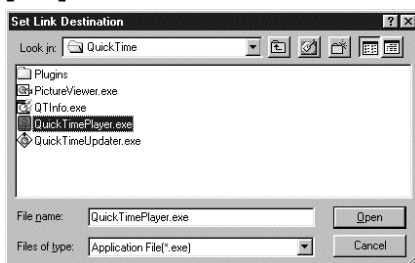 Set Link Destination
Look in: QuickTime
Plugins
PictureViewer.exe
QTInfo.exe
QuickTimePlayer.exe
QuickTimeUpdater.exe
File name: QuickTimePlayer.exe Open
Files of type: Application File(*.exe) Cancel